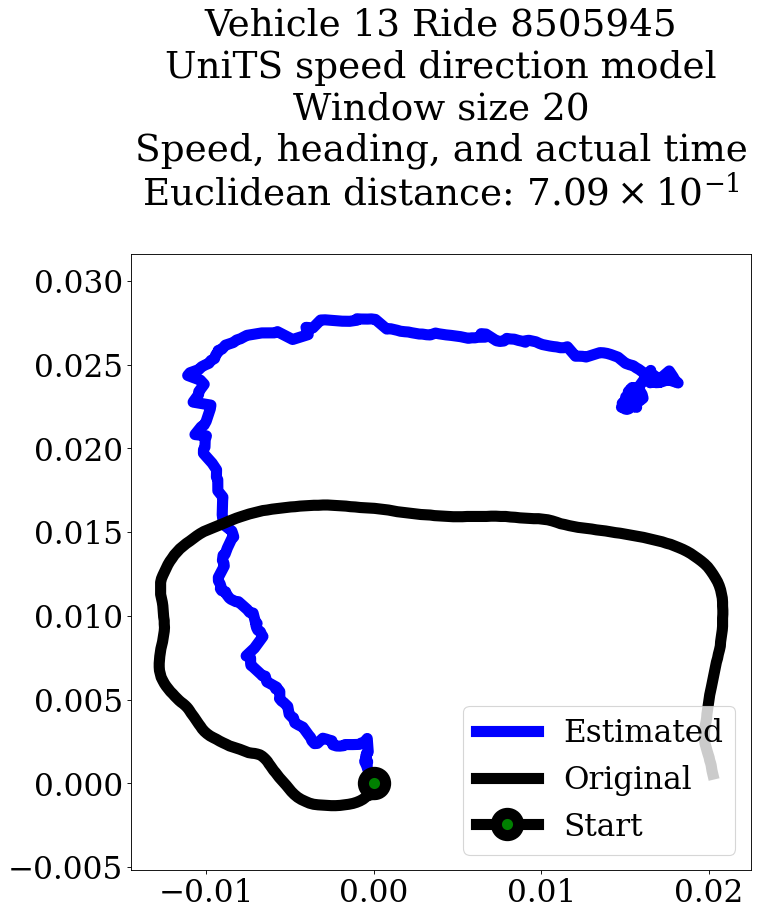 Vehicle 13 Ride 8505945
UniTS speed direction model
Window size 20
Speed, heading, and actual time
Euclidean distance: 7.09 × 10⁻¹
0.030
0.025
0.020
0.015
0.010
0.005
0.000
−0.005
−0.01 0.00 0.01 0.02
Estimated
Original
Start